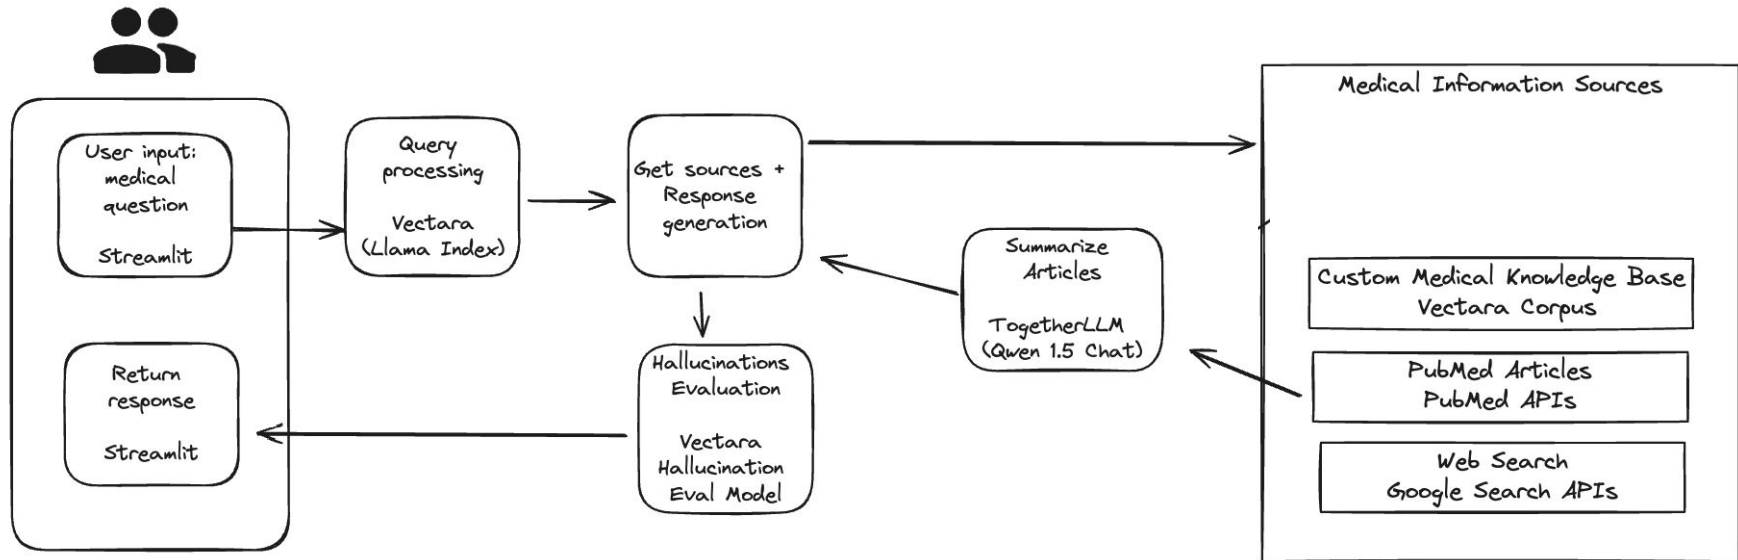 User input:
medical
question
Streamlit
Return
response
Streamlit
Query
processing
Vectara
(Llama Index)
Get sources +
Response
generation
Hallucinations
Evaluation
Vectara
Hallucination
Eval Model
Summarize
Articles
TogetherLLM
(Qwen 1.5 Chat)
Medical Information Sources
Custom Medical Knowledge Base
Vectara Corpus
PubMed Articles
PubMed APIs
Web Search
Google Search APIs